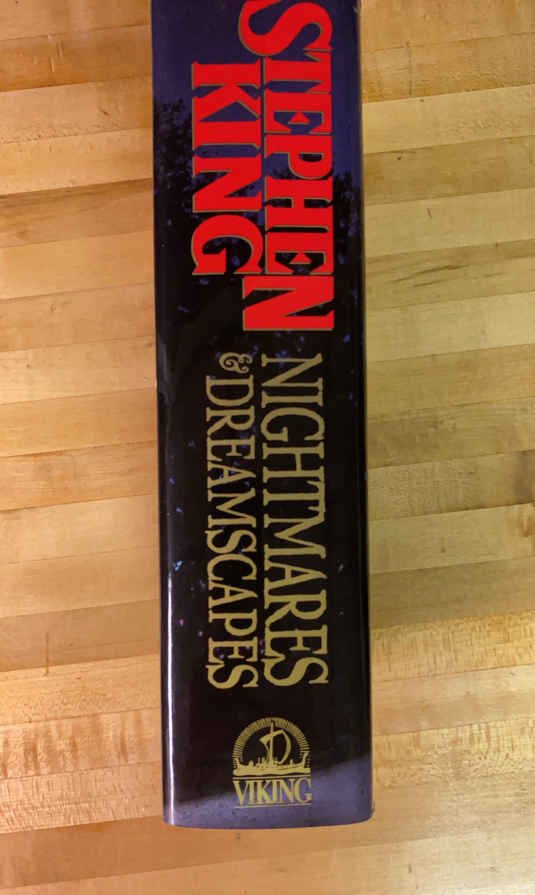 STEPHEN
KING
NIGHTMARES
& DREAMSCAPES
VIKING